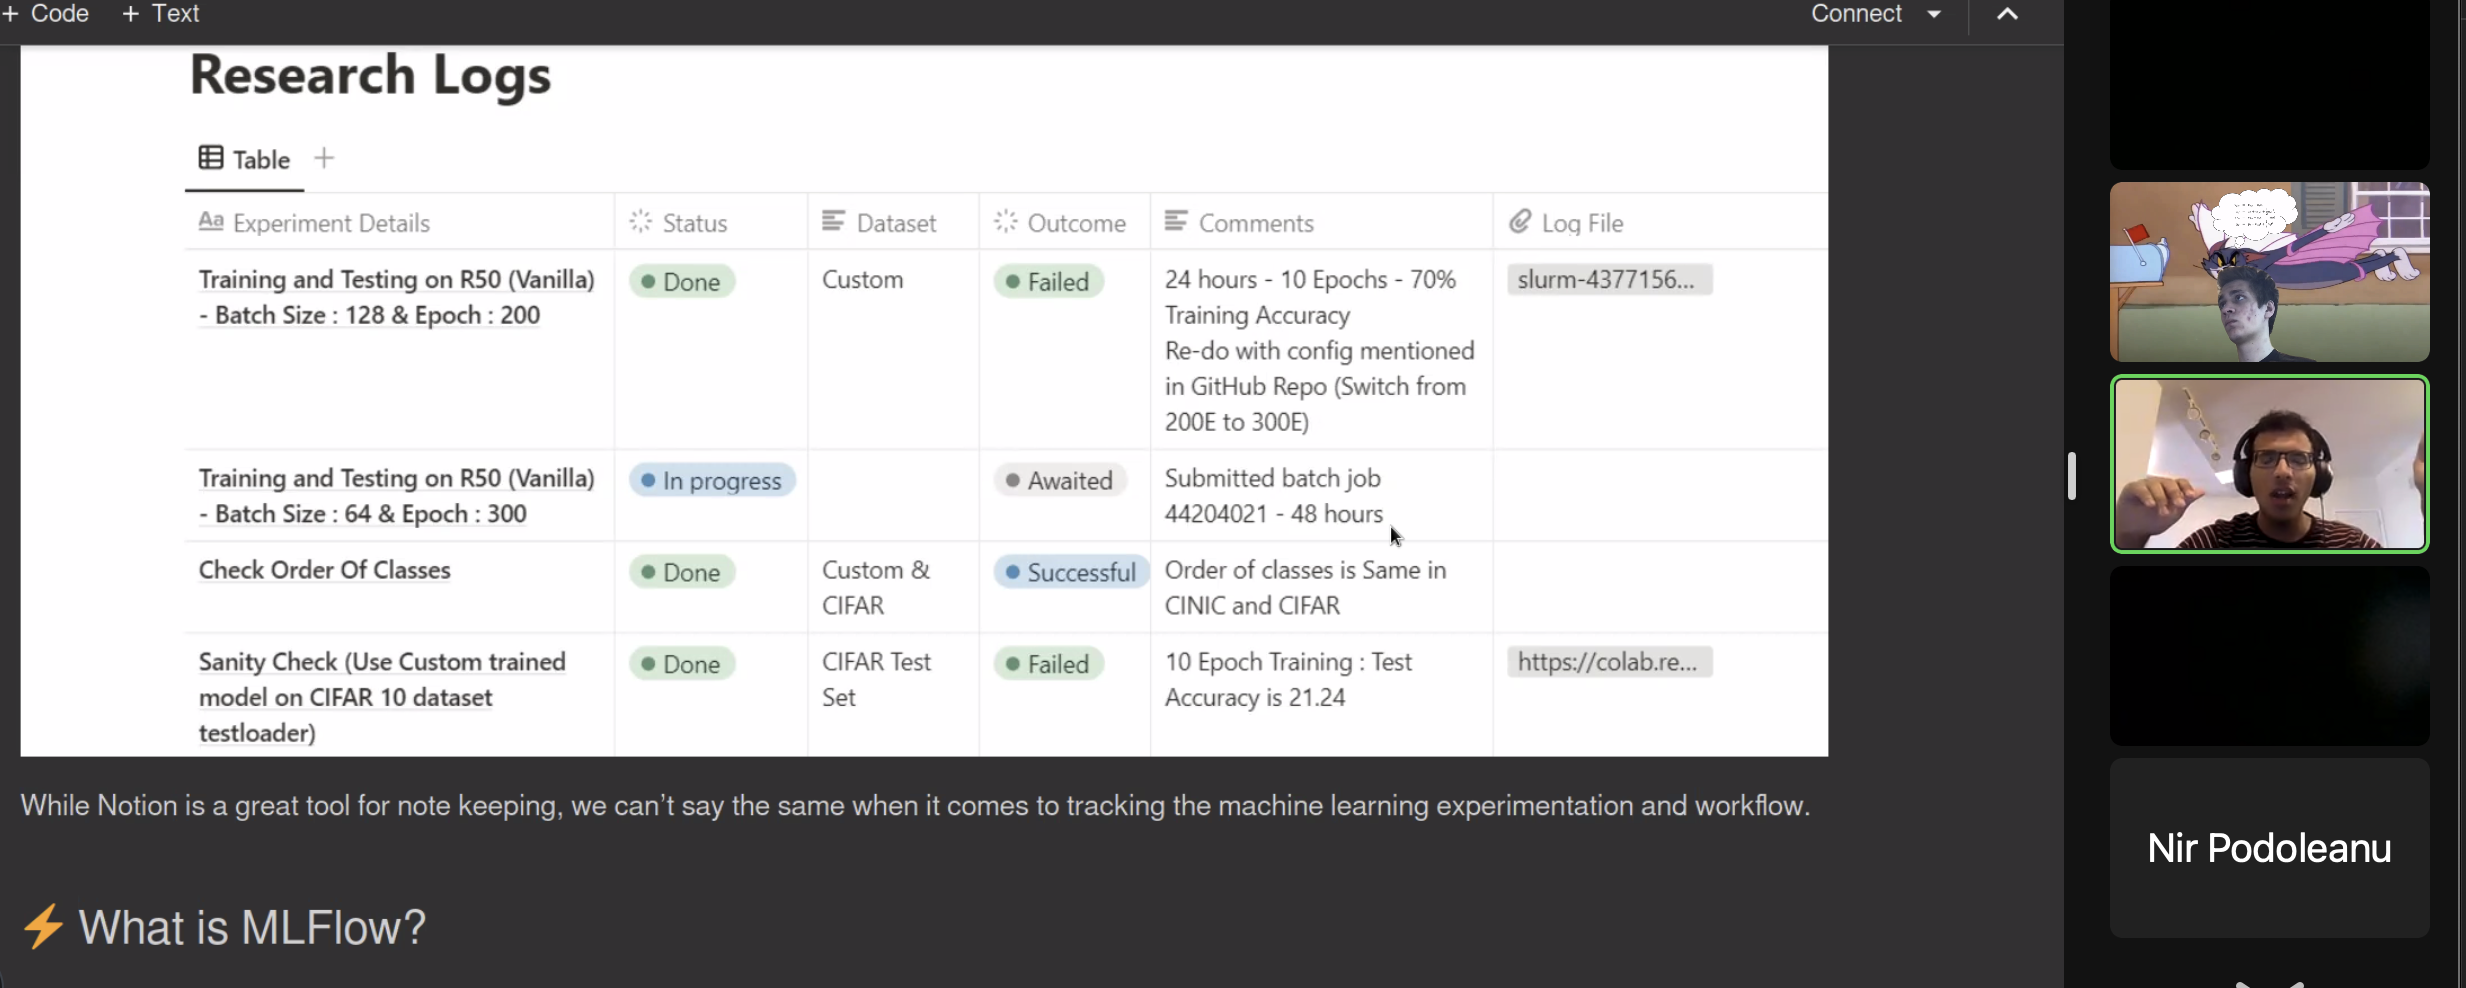 + Code + Text
Connect
Research Logs
Table +
Aa Experiment Details Status Dataset Outcome Comments Log File
Training and Testing on R50 (Vanilla)
- Batch Size : 128 & Epoch : 200
Done
Custom
Failed
24 hours - 10 Epochs - 70%
Training Accuracy
Re-do with config mentioned
in GitHub Repo (Switch from
200E to 300E)
slurm-4377156...
Training and Testing on R50 (Vanilla)
- Batch Size : 64 & Epoch : 300
In progress
Awaited
Submitted batch job
44204021 - 48 hours
Check Order Of Classes
Done
Custom &
CIFAR
Successful
Order of classes is Same in
CINIC and CIFAR
Sanity Check (Use Custom trained
model on CIFAR 10 dataset
testloader)
Done
CIFAR Test
Set
Failed
10 Epoch Training : Test
Accuracy is 21.24
https://colab.re...
While Notion is a great tool for note keeping, we can’t say the same when it comes to tracking the machine learning experimentation and workflow.
⚡ What is MLFlow?
Nir Podoleanu